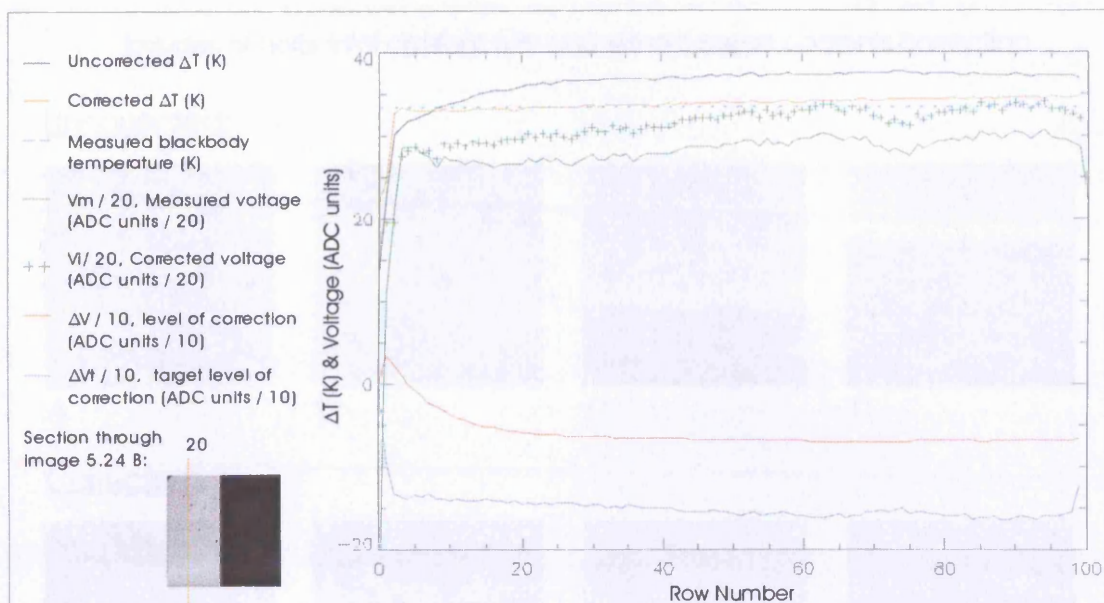 Uncorrected ΔT (K)
Corrected ΔT (K)
Measured blackbody
temperature (K)
Vm / 20, Measured voltage
(ADC units / 20)
++ Vi/ 20, Corrected voltage
(ADC units / 20)
ΔV / 10, level of correction
(ADC units / 10)
ΔVt / 10, Target level of
correction (ADC units / 10)
Section through
image 5.24 B:
20
ΔT (K) & Voltage (ADC units)
40
20
0
-20
0
20
40
60
80
100
Row Number